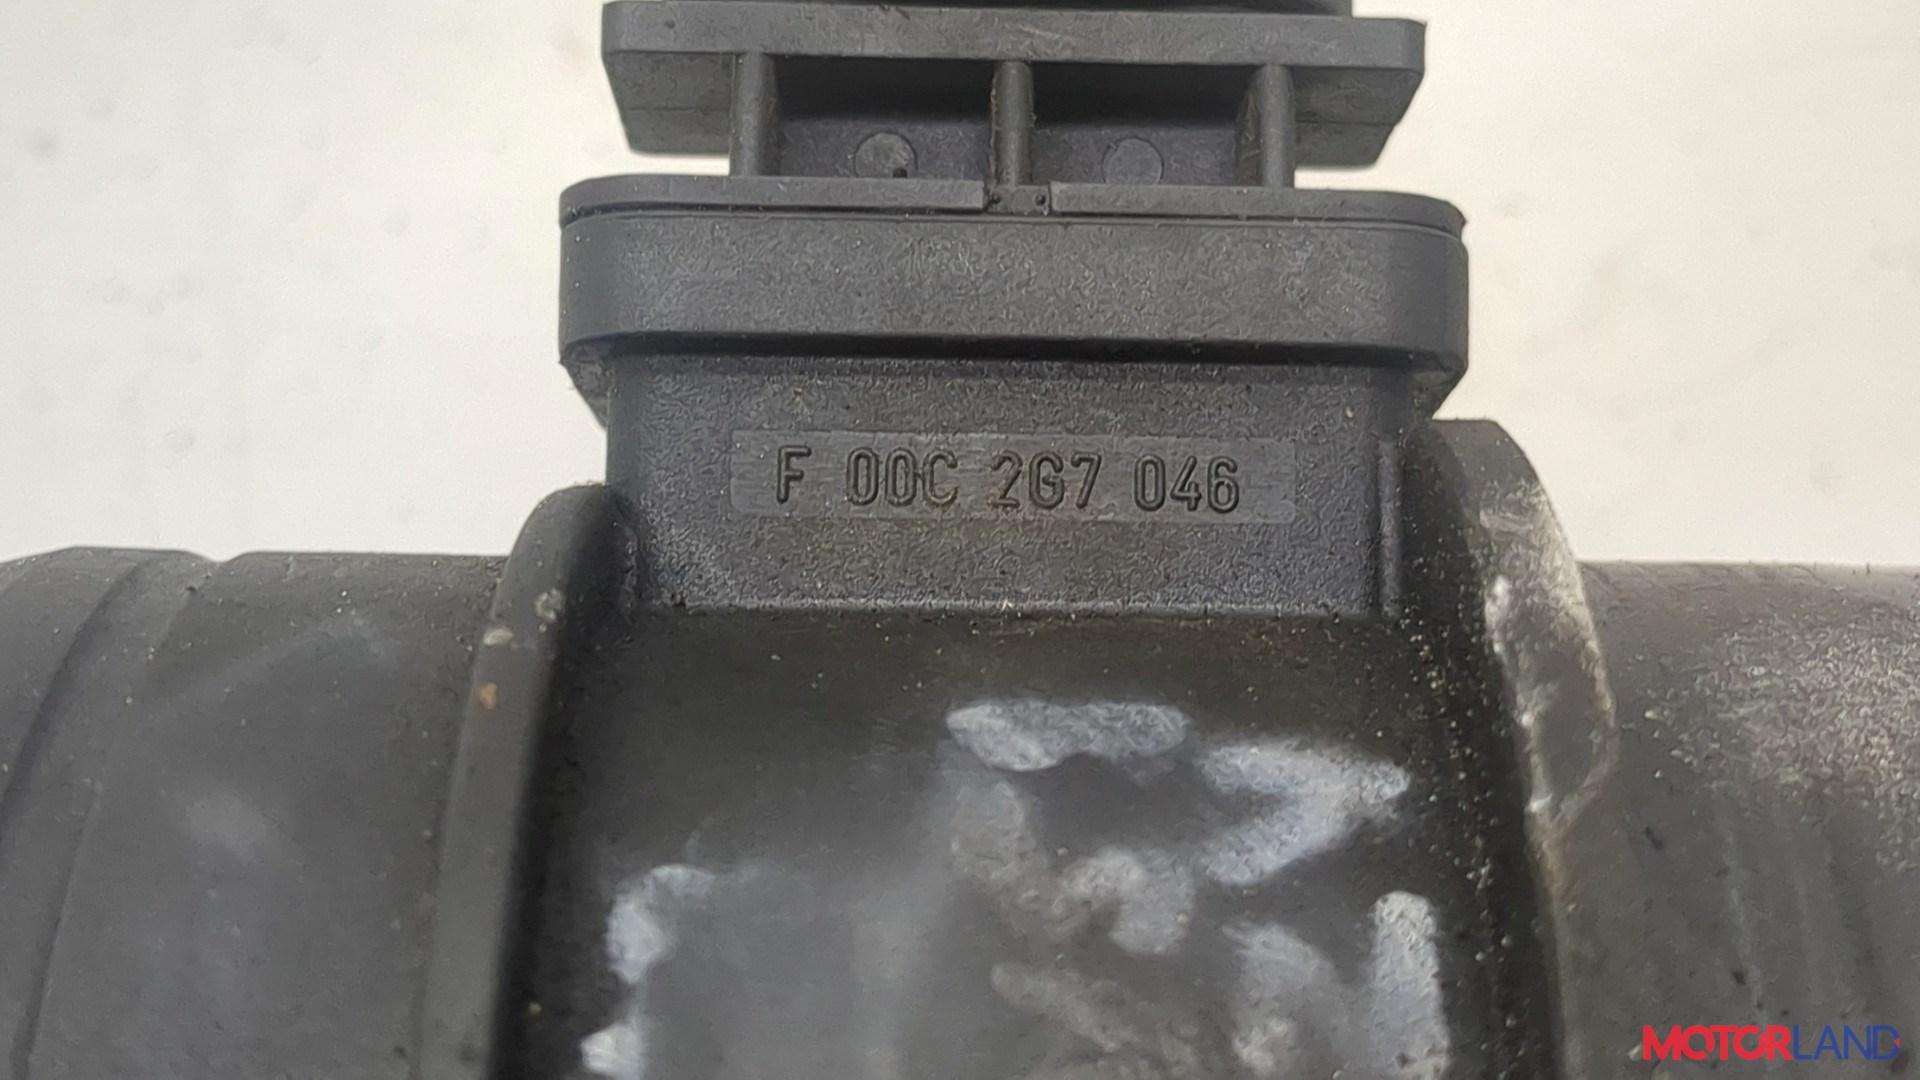 F 00C 2G7 046
MOTORLAND